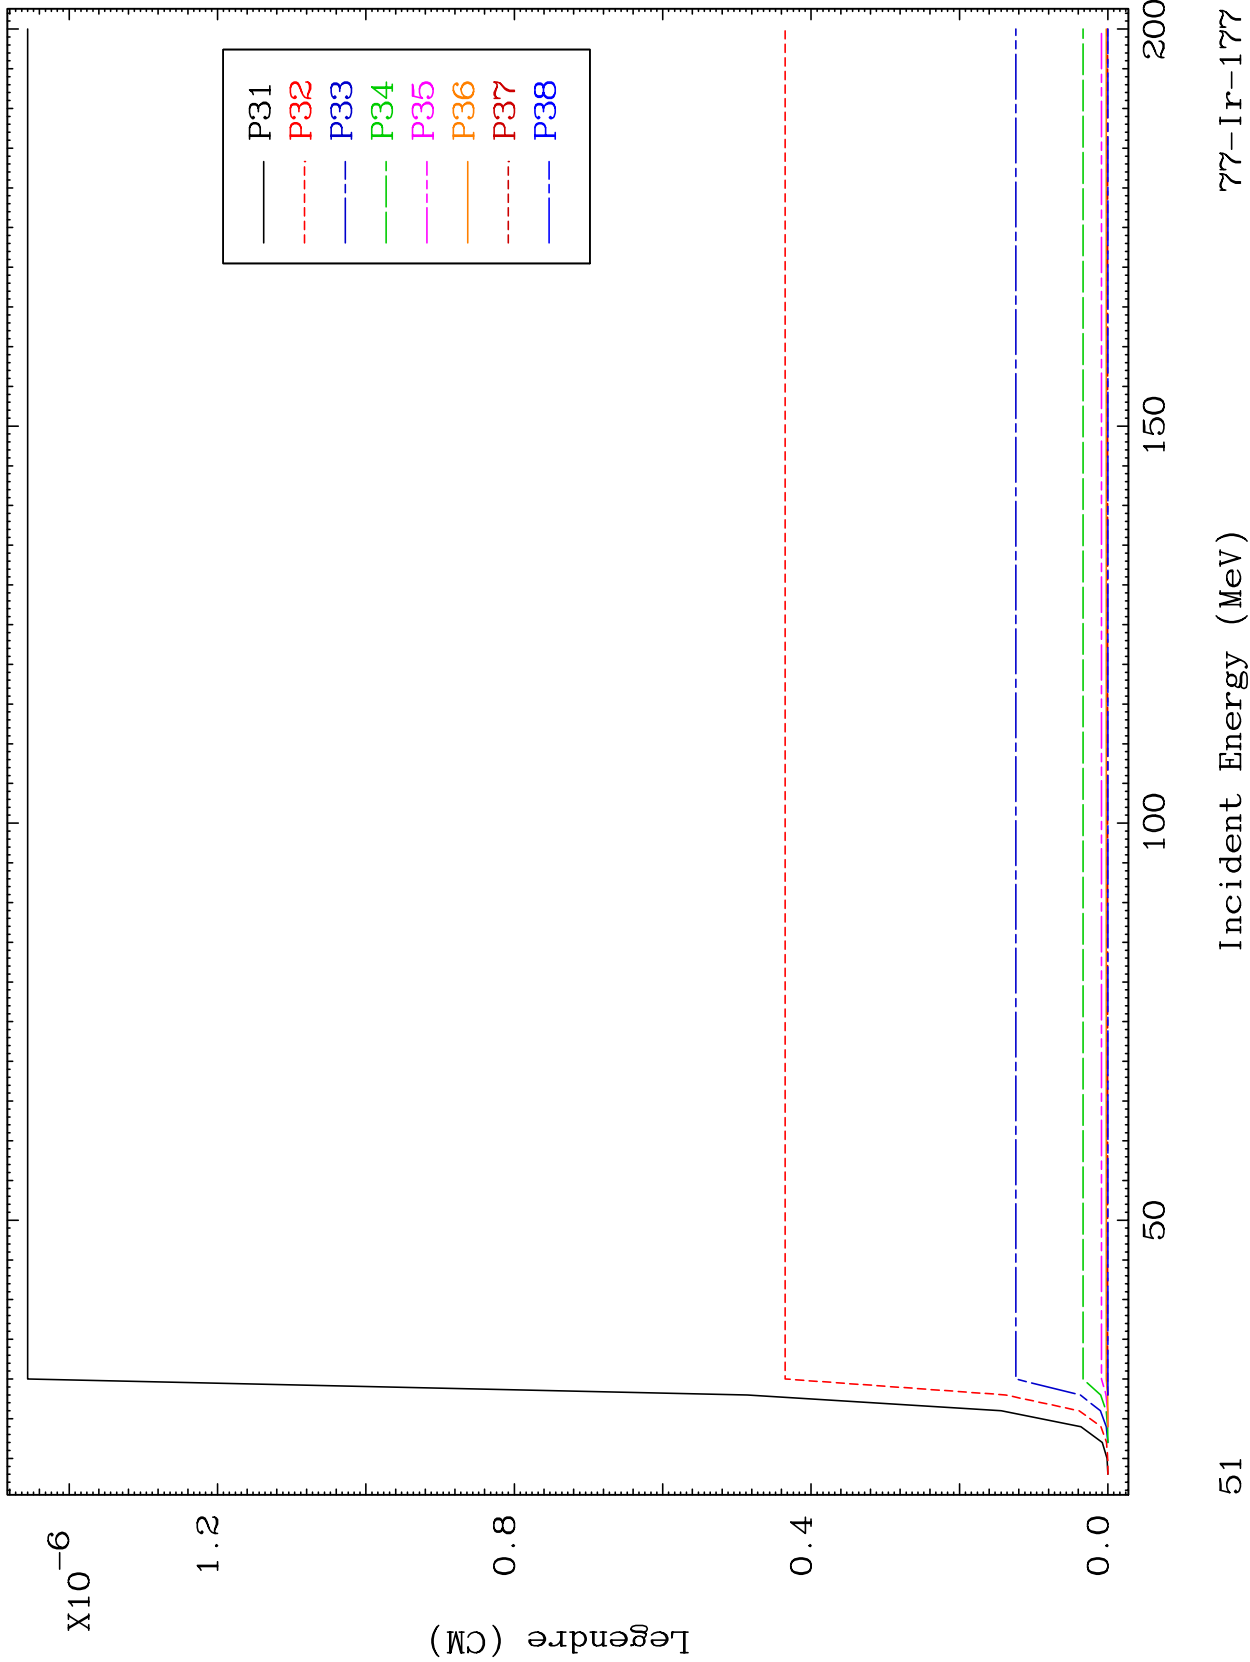 X10-6
1.2
0.8
0.4
0.0
Legendre (CM)
P31
P32
P33
P34
P35
P36
P37
P38
50
100
150
200
Incident Energy (MeV)
51
77-Ir-177